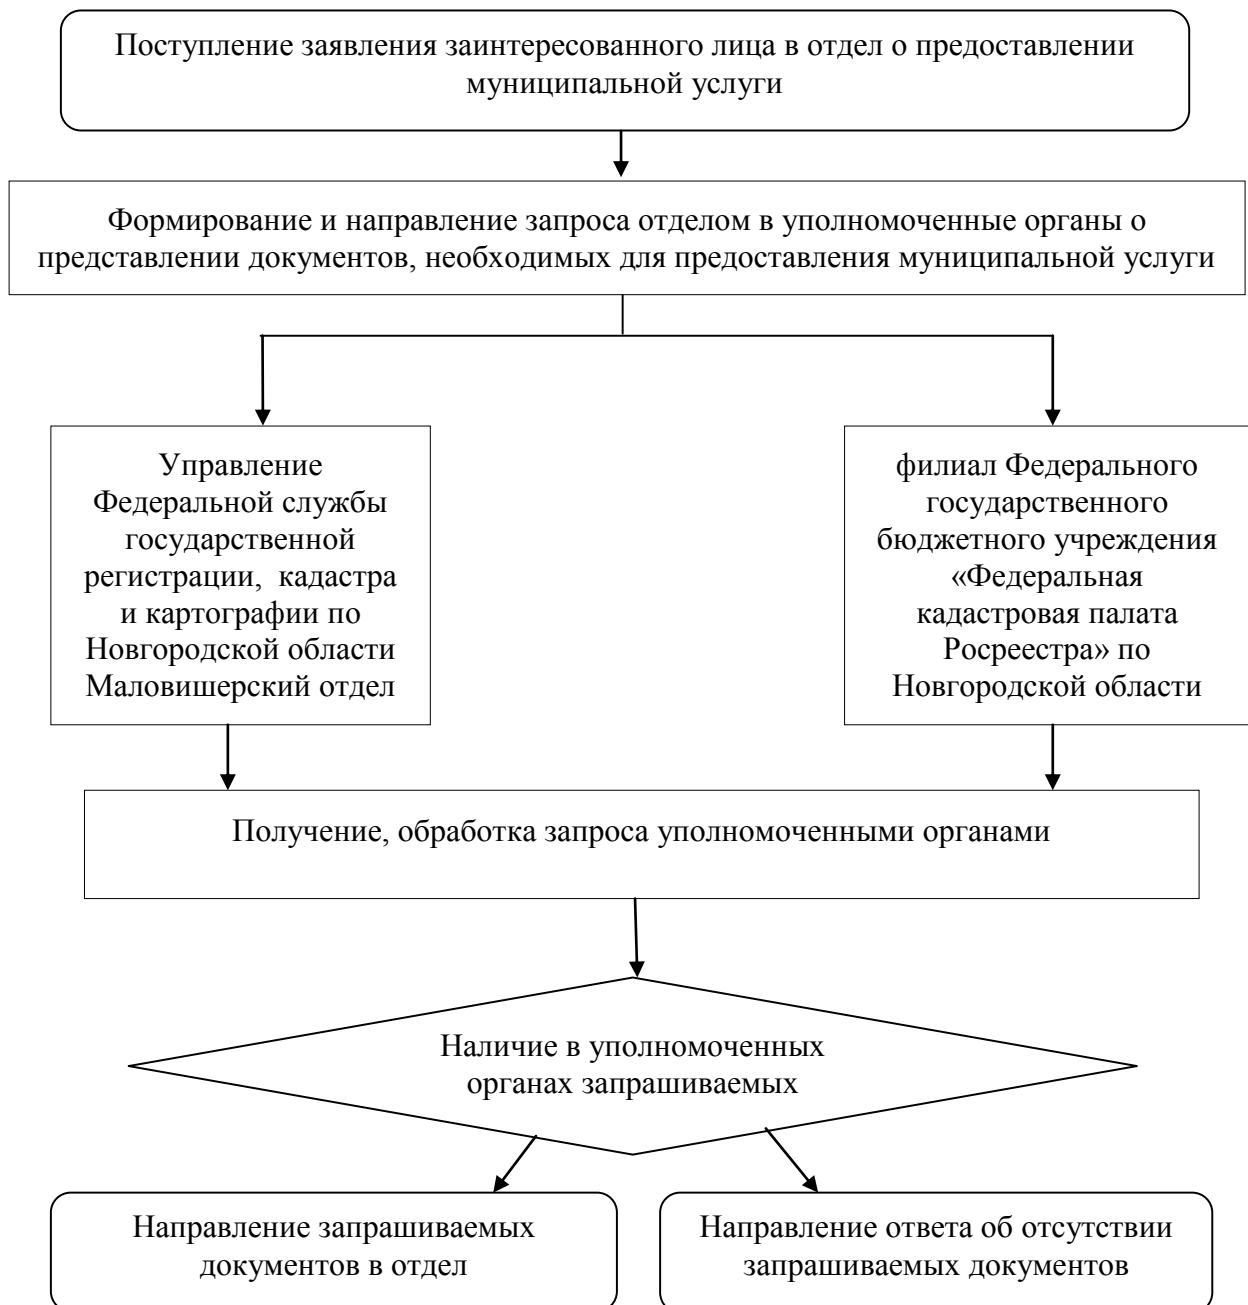 Поступление заявления заинтересованного лица в отдел о предоставлении
муниципальной услуги
Формирование и направление запроса отделом в уполномоченные органы о
представлении документов, необходимых для предоставления муниципальной услуги
Управление
Федеральной службы
государственной
регистрации, кадастра
и картографии по
Новгородской области
Маловишерский отдел
филиал Федерального
государственного
бюджетного учреждения
«Федеральная
кадастровая палата
Росреестра» по
Новгородской области
Получение, обработка запроса уполномоченными органами
Наличие в уполномоченных
органах запрашиваемых
Направление запрашиваемых
документов в отдел
Направление ответа об отсутствии
запрашиваемых документов